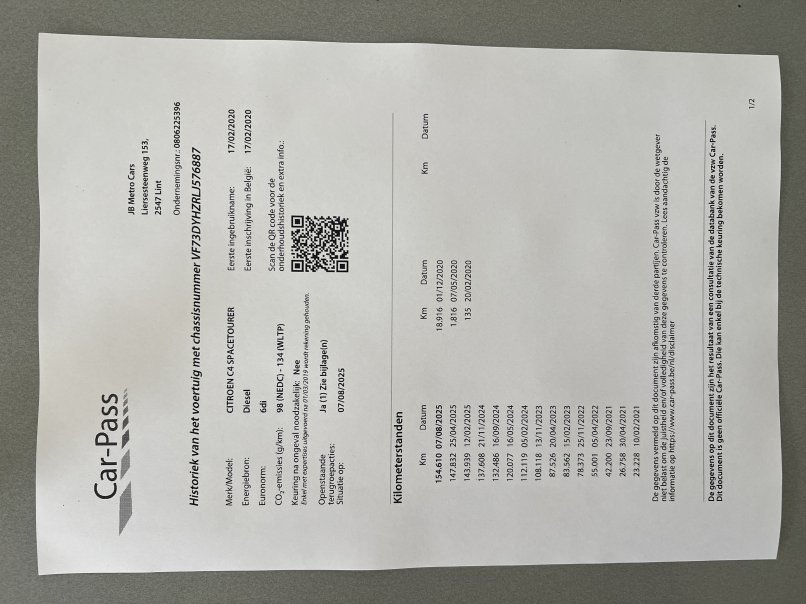 Car-Pass
JB Metro Cars
Liersesteenweg 153,
2547 Lint
Ondernemingsnr.: 0806225396
Historiek van het voertuig met chassisnummer VF73DYHZRLJ576887
Merk/Model: CITROEN C4 SPACETOURER
Energiebron: Diesel
Euronorm: 6di
CO2-emissies (g/km): 98 (NEDC) - 134 (WLTP)
Keuring na ongeval noodzakelijk: Nee
Enkel met expertises uitgevoerd na 01/03/2019 wordt rekening gehouden.
Openstaande Ja (1) Zie bijlage(n)
terugroepacties:
Situatie op: 07/08/2025
Eerste ingebruikname: 17/02/2020
Eerste inschrijving in België: 17/02/2020
Scan de QR code voor de
onderhoudshistoriek en extra info.:
Kilometerstanden
Km Datum
154.610 07/08/2025
147.832 25/04/2025
143.939 12/02/2025
137.608 21/11/2024
132.486 16/09/2024
120.077 16/05/2024
112.119 05/02/2024
108.118 13/11/2023
87.526 20/04/2023
83.562 15/02/2023
78.373 25/11/2022
55.001 05/04/2022
42.200 23/09/2021
26.758 30/04/2021
23.228 10/02/2021
Km Datum
18.916 01/12/2020
1.816 07/05/2020
135 20/02/2020
Km Datum
De gegevens vermeld op dit document zijn afkomstig van derde partijen. Car-Pass vzw is door de wetgever
niet belast om de juistheid en/of volledigheid van deze gegevens te controleren. Lees aandachtig de
informatie op https://www.car-pass.be/nl/disclaimer
De gegevens op dit document zijn het resultaat van een consultatie van de databank van de vzw Car-Pass.
Dit document is geen officiële Car-Pass. Die kan enkel bij de technische keuring bekomen worden.
1/2